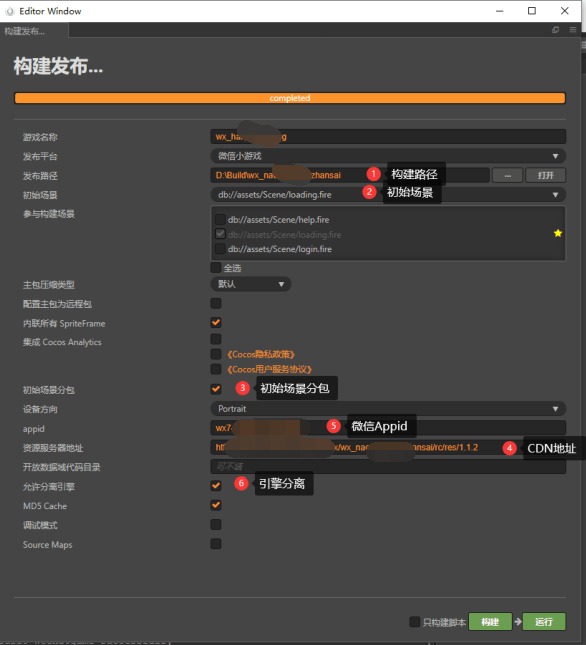 Editor Window
构建发布...
构建发布...
completed
游戏名称 wx_ha g
发布平台 微信小游戏
发布路径 D:\Build\wx_na zhansai 1 构建路径 ... 打开
初始场景 db://assets/Scene/loading.fire 2 初始场景
参与构建场景
db://assets/Scene/help.fire
db://assets/Scene/loading.fire
db://assets/Scene/login.fire
全选
主包压缩类型 默认
配置主包为远程包
内联所有 SpriteFrame
集成 Cocos Analytics
《Cocos隐私政策》
《Cocos用户服务协议》
初始场景分包 3 初始场景分包
设备方向 Portrait
appid wx7 5 微信Appid
资源服务器地址 htt x/wx_na ansai/rc/res/1.1.2 4 CDN地址
开放数据域代码目录 可不填
允许分离引擎 6 引擎分离
MD5 Cache
调试模式
Source Maps
只构建脚本 构建 运行